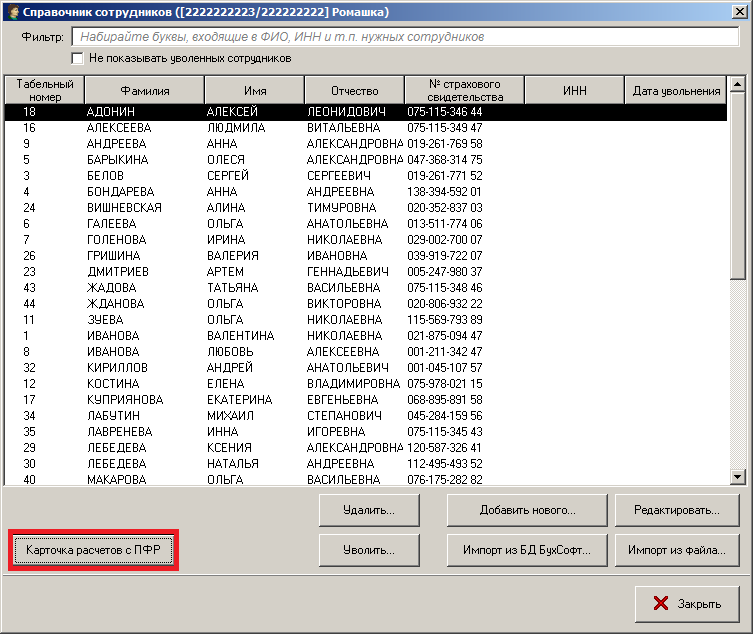 Справочник сотрудников ([2222222223/222222222] Ромашка)
Фильтр: Набирайте буквы, входящие в ФИО, ИНН и т.п. нужных сотрудников
Не показывать уволенных сотрудников
Табельный номер Фамилия Имя Отчество № страхового свидетельства ИНН Дата увольнения
18 АДОНИН АЛЕКСЕЙ ЛЕОНИДОВИЧ 075-115-346 44
16 АЛЕКСЕЕВА ЛЮДМИЛА ВИТАЛЬЕВНА 075-115-349 47
9 АНДРЕЕВА АННА АЛЕКСАНДРОВНА 019-261-769 58
5 БАРЫКИНА ОЛЕСЯ АЛЕКСАНДРОВНА 047-368-314 75
3 БЕЛОВ СЕРГЕЙ СЕРГЕЕВИЧ 019-261-771 52
4 БОНДАРЕВА АННА АНДРЕЕВНА 138-394-592 01
24 ВИШНЕВСКАЯ АЛИНА ТИМУРОВНА 020-352-837 03
6 ГАЛЕЕВА ОЛЬГА АНАТОЛЬЕВНА 013-511-774 06
7 ГОЛЕНОВА ИРИНА НИКОЛАЕВНА 029-002-700 07
26 ГРИШИНА ВАЛЕРИЯ ИВАНОВНА 039-919-722 07
23 ДМИТРИЕВ АРТЕМ ГЕННАДЬЕВИЧ 005-247-980 37
43 ЖАДОВА ТАТЬЯНА ВАСИЛЬЕВНА 075-115-348 46
44 ЖДАНОВА ОЛЬГА ВИКТОРОВНА 020-806-932 22
11 ЗУЕВА ОЛЬГА НИКОЛАЕВНА 115-569-793 89
1 ИВАНОВА ВАЛЕНТИНА НИКОЛАЕВНА 021-875-094 47
8 ИВАНОВА ЛЮБОВЬ АЛЕКСЕЕВНА 001-211-342 47
32 КИРИЛЛОВ АНДРЕЙ АНАТОЛЬЕВИЧ 001-045-107 57
12 КОСТИНА ЕЛЕНА ВЛАДИМИРОВНА 075-978-021 15
17 КУПРИЯНОВА ЕКАТЕРИНА ЕВГЕНЬЕВНА 068-895-891 58
34 ЛАБУТИН МИХАИЛ СТЕПАНОВИЧ 045-284-159 56
35 ЛАВРЕНЕВА ИННА ИГОРЕВНА 075-115-345 43
29 ЛЕБЕДЕВА КСЕНИЯ АЛЕКСАНДРОВНА 120-587-326 41
30 ЛЕБЕДЕВА НАТАЛЬЯ АНДРЕЕВНА 112-495-493 52
40 МАКАРОВА ОЛЬГА ВАСИЛЬЕВНА 076-175-282 82
Удалить... Добавить нового... Редактировать...
Карточка расчетов с ПФР Уволить... Импорт из БД БухСофт... Импорт из файла...
Закрыть